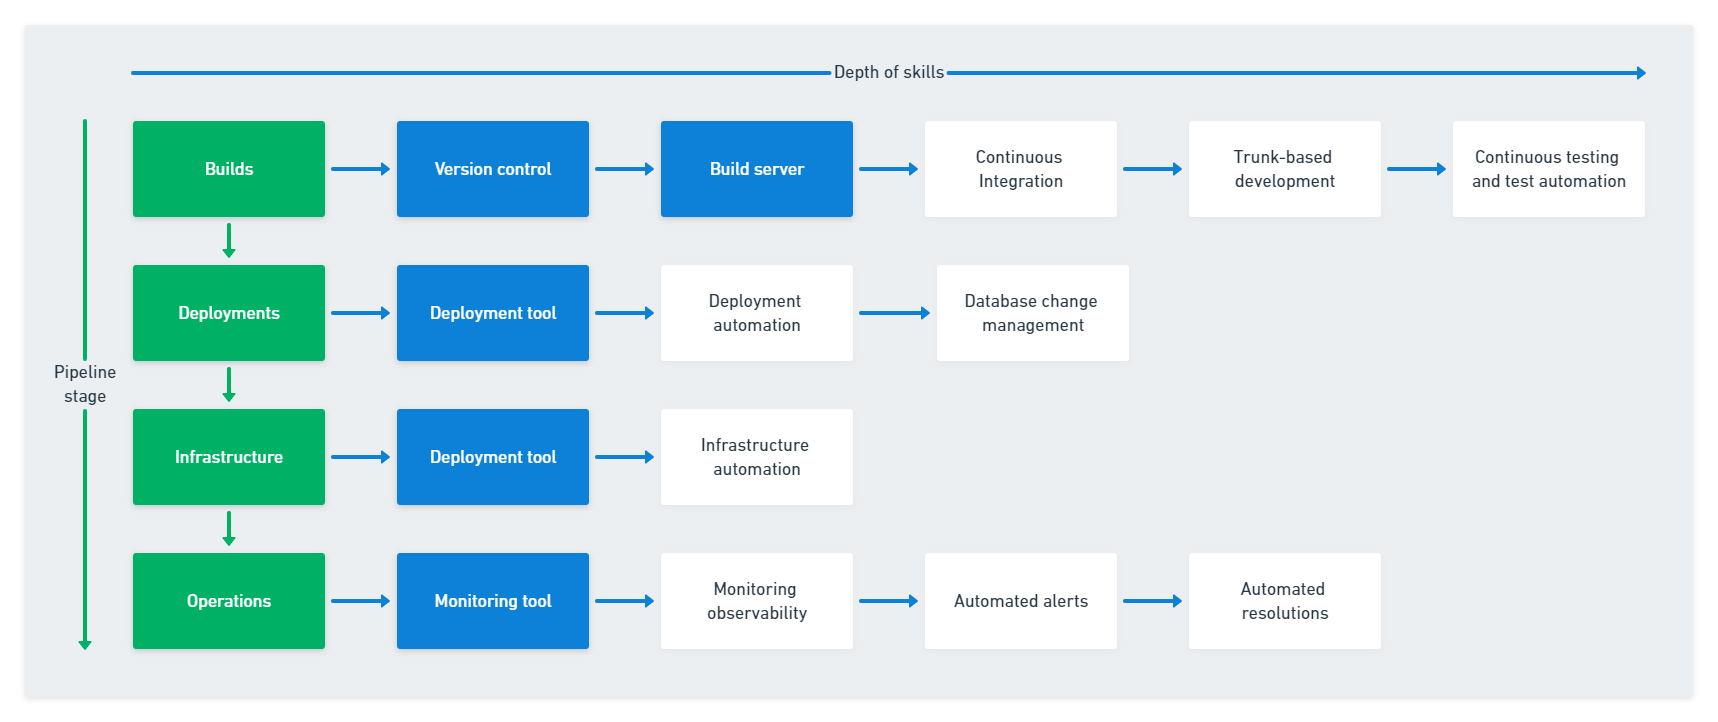 Depth of skills
Builds
Version control
Build server
Continuous
Integration
Trunk-based
development
Continuous testing
and test automation
Deployments
Deployment tool
Deployment
automation
Database change
management
Pipeline
stage
Infrastructure
Deployment tool
Infrastructure
automation
Operations
Monitoring tool
Monitoring
observability
Automated alerts
Automated
resolutions